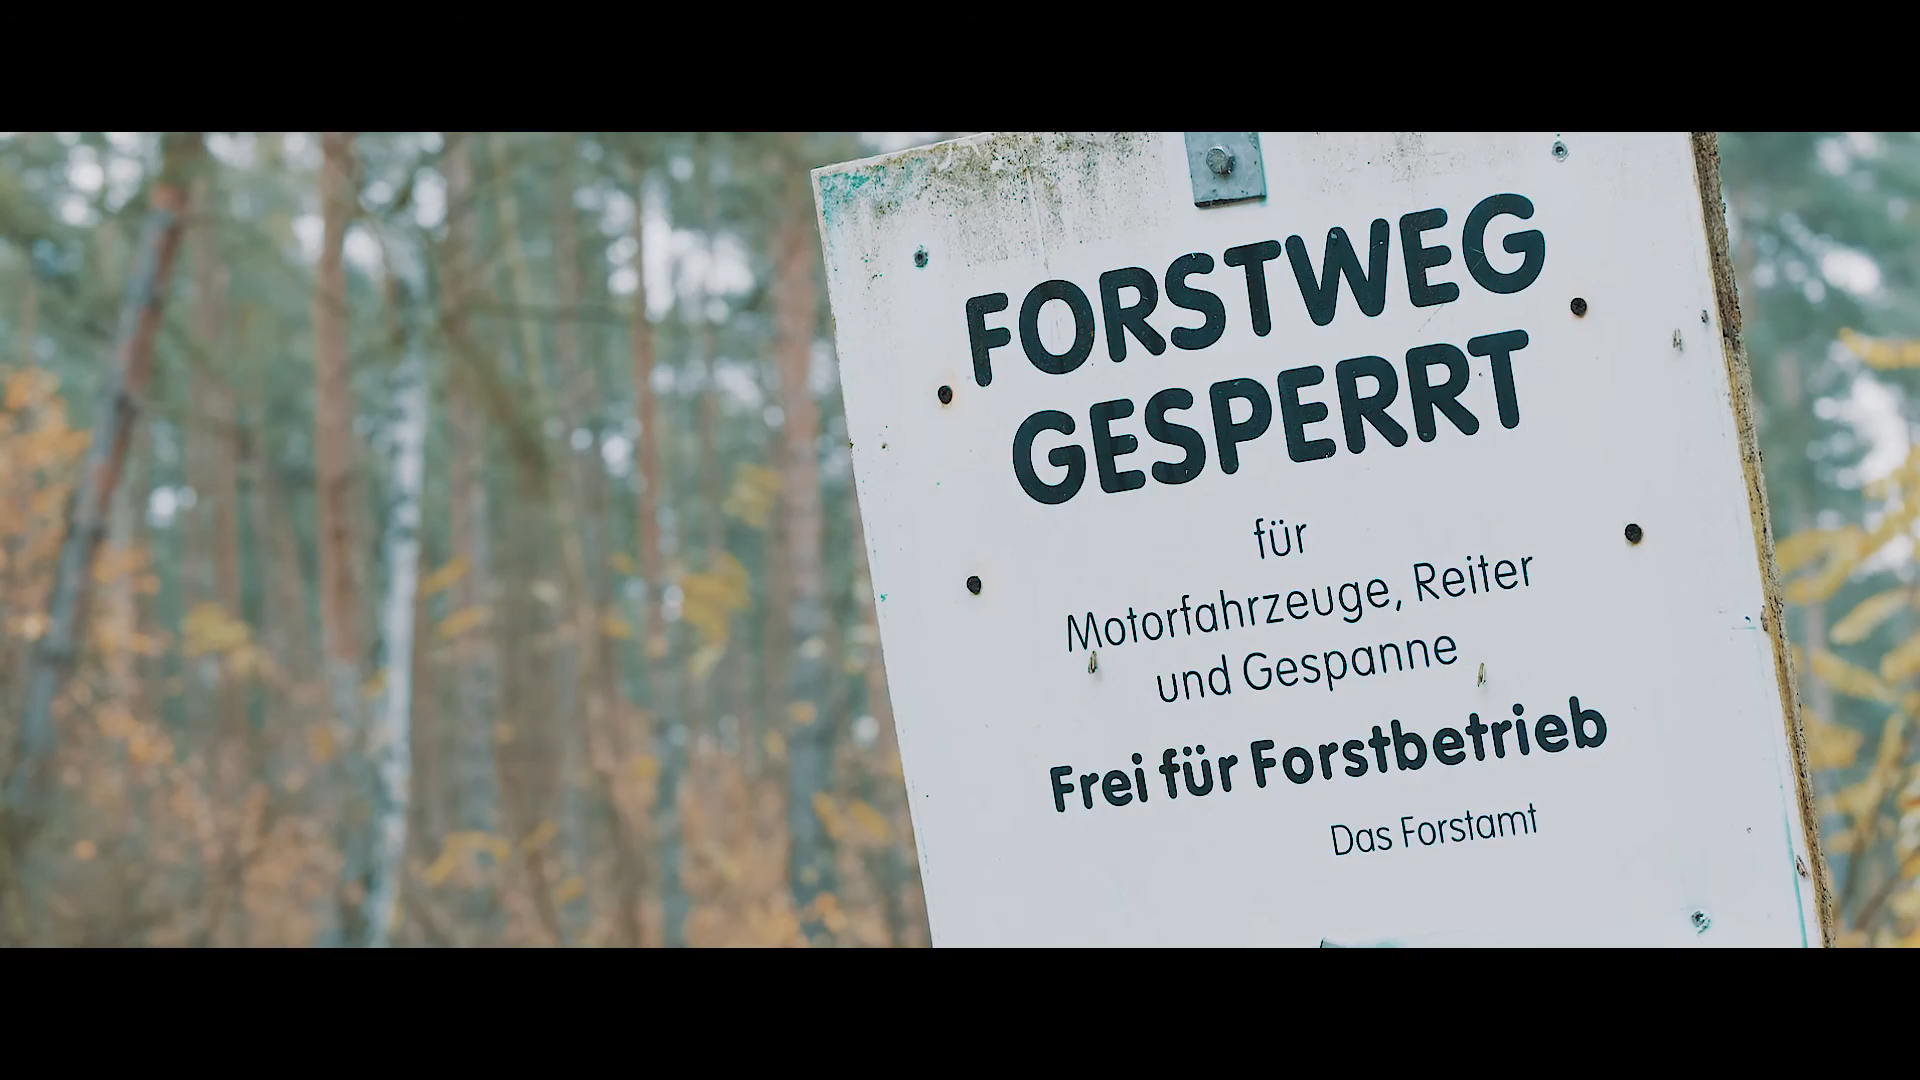 FORSTWEG
GESPERRT
für
Motorfahrzeuge, Reiter
und Gespanne
Frei für Forstbetrieb
Das Forstamt